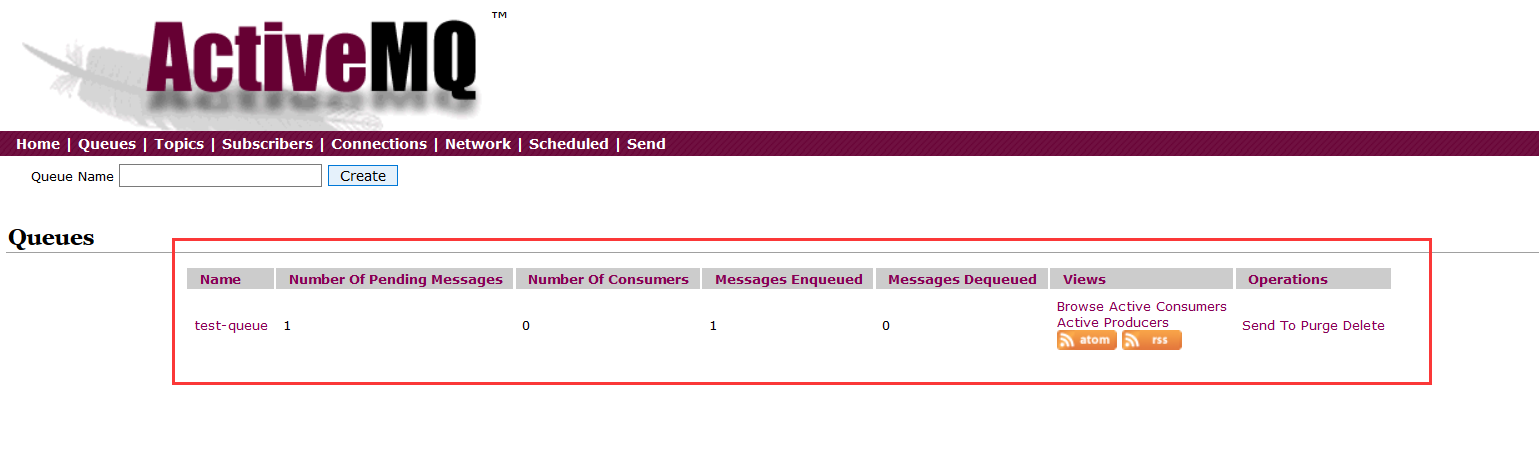 ActiveMQ™
Home | Queues | Topics | Subscribers | Connections | Network | Scheduled | Send
Queue Name Create
Queues
Name Number Of Pending Messages Number Of Consumers Messages Enqueued Messages Dequeued Views Operations
test-queue 1 0 1 0 Browse Active Consumers
Active Producers
atom rss
Send To Purge Delete